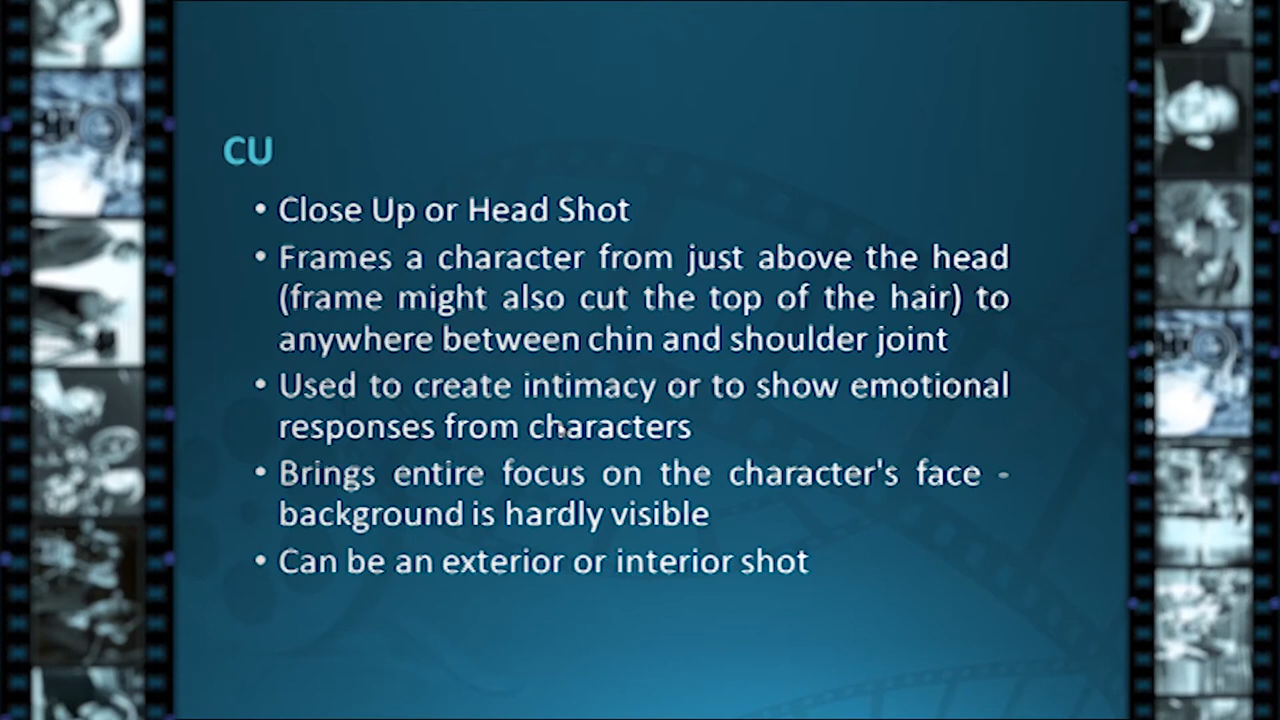 CU
• Close Up or Head Shot
• Frames a character from just above the head
(frame might also cut the top of the hair) to
anywhere between chin and shoulder joint
• Used to create intimacy or to show emotional
responses from characters
• Brings entire focus on the character's face -
background is hardly visible
• Can be an exterior or interior shot